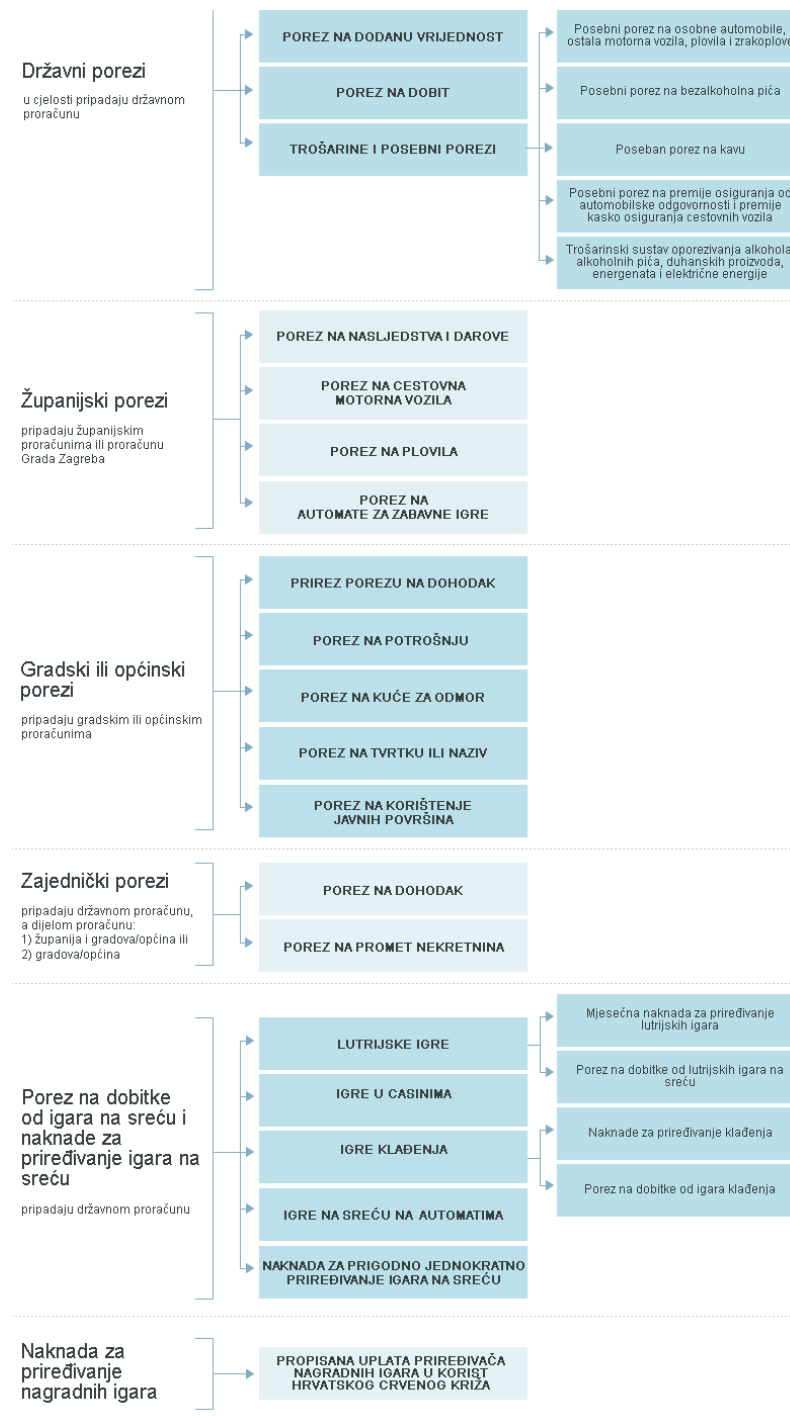 Državni porezi
u cjelosti pripadaju državnom
proračunu
POREZ NA DODANU VRIJEDNOST
POREZ NA DOBIT
TROŠARINE I POSEBNI POREZI
Posebni porez na osobne automobile,
ostala motorna vozila, plovila i zrakoplove
Posebni porez na bezalkoholna pića
Poseban porez na kavu
Posebni porez na premije osiguranja od
automobilske odgovornosti i premije
kasko osiguranja cestovnih vozila
Trošarinski sustav oporezivanja alkohola,
alkoholnih pića, duhanskih proizvoda,
energenata i električne energije
Županijski porezi
pripadaju županijskim
proračunima ili proračunu
Grada Zagreba
POREZ NA NASLJEDSTVA I DAROVE
POREZ NA CESTOVNA
MOTORNA VOZILA
POREZ NA PLOVILA
POREZ NA
AUTOMATE ZA ZABAVNE IGRE
Gradski ili općinski
porezi
pripadaju gradskim ili općinskim
proračunima
PRIREZ POREZU NA DOHODAK
POREZ NA POTROŠNJU
POREZ NA KUĆE ZA ODMOR
POREZ NA TVRTKU ILI NAZIV
POREZ NA KORIŠTENJE
JAVNIH POVRŠINA
Zajednički porezi
pripadaju državnom proračunu,
a dijelom proračunu:
1) županija i gradova/općina ili
2) gradova/općina
POREZ NA DOHODAK
POREZ NA PROMET NEKRETNINA
Porez na dobitke
od igara na sreću i
naknade za
priređivanje igara na
sreću
pripadaju državnom proračunu
LUTRIJSKE IGRE
IGRE U CASINIMA
IGRE KLAĐENJA
IGRE NA SREĆU NA AUTOMATIMA
NAKNADA ZA PRIGODNO JEDNOKRATNO
PRIREĐIVANJE IGARA NA SREĆU
Mjesečna naknada za priređivanje
lutrijskih igara
Porez na dobitke od lutrijskih igara na
sreću
Naknade za priređivanje klađenja
Porez na dobitke od igara klađenja
Naknada za
priređivanje
nagradnih igara
PROPISANA UPLATA PRIREĐIVAČA
NAGRADNIH IGARA U KORIST
HRVATSKOG CRVENOG KRIŽA